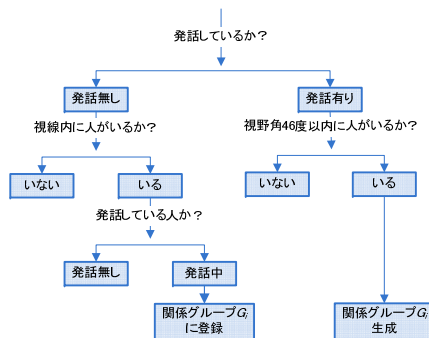 発話しているか？
発話無し
発話有り
視線内に人がいるか？
視野角46度以内に人がいるか？
いない
いる
いない
いる
発話している人か？
発話無し
発話中
関係グループGi
に登録
関係グループGi
生成